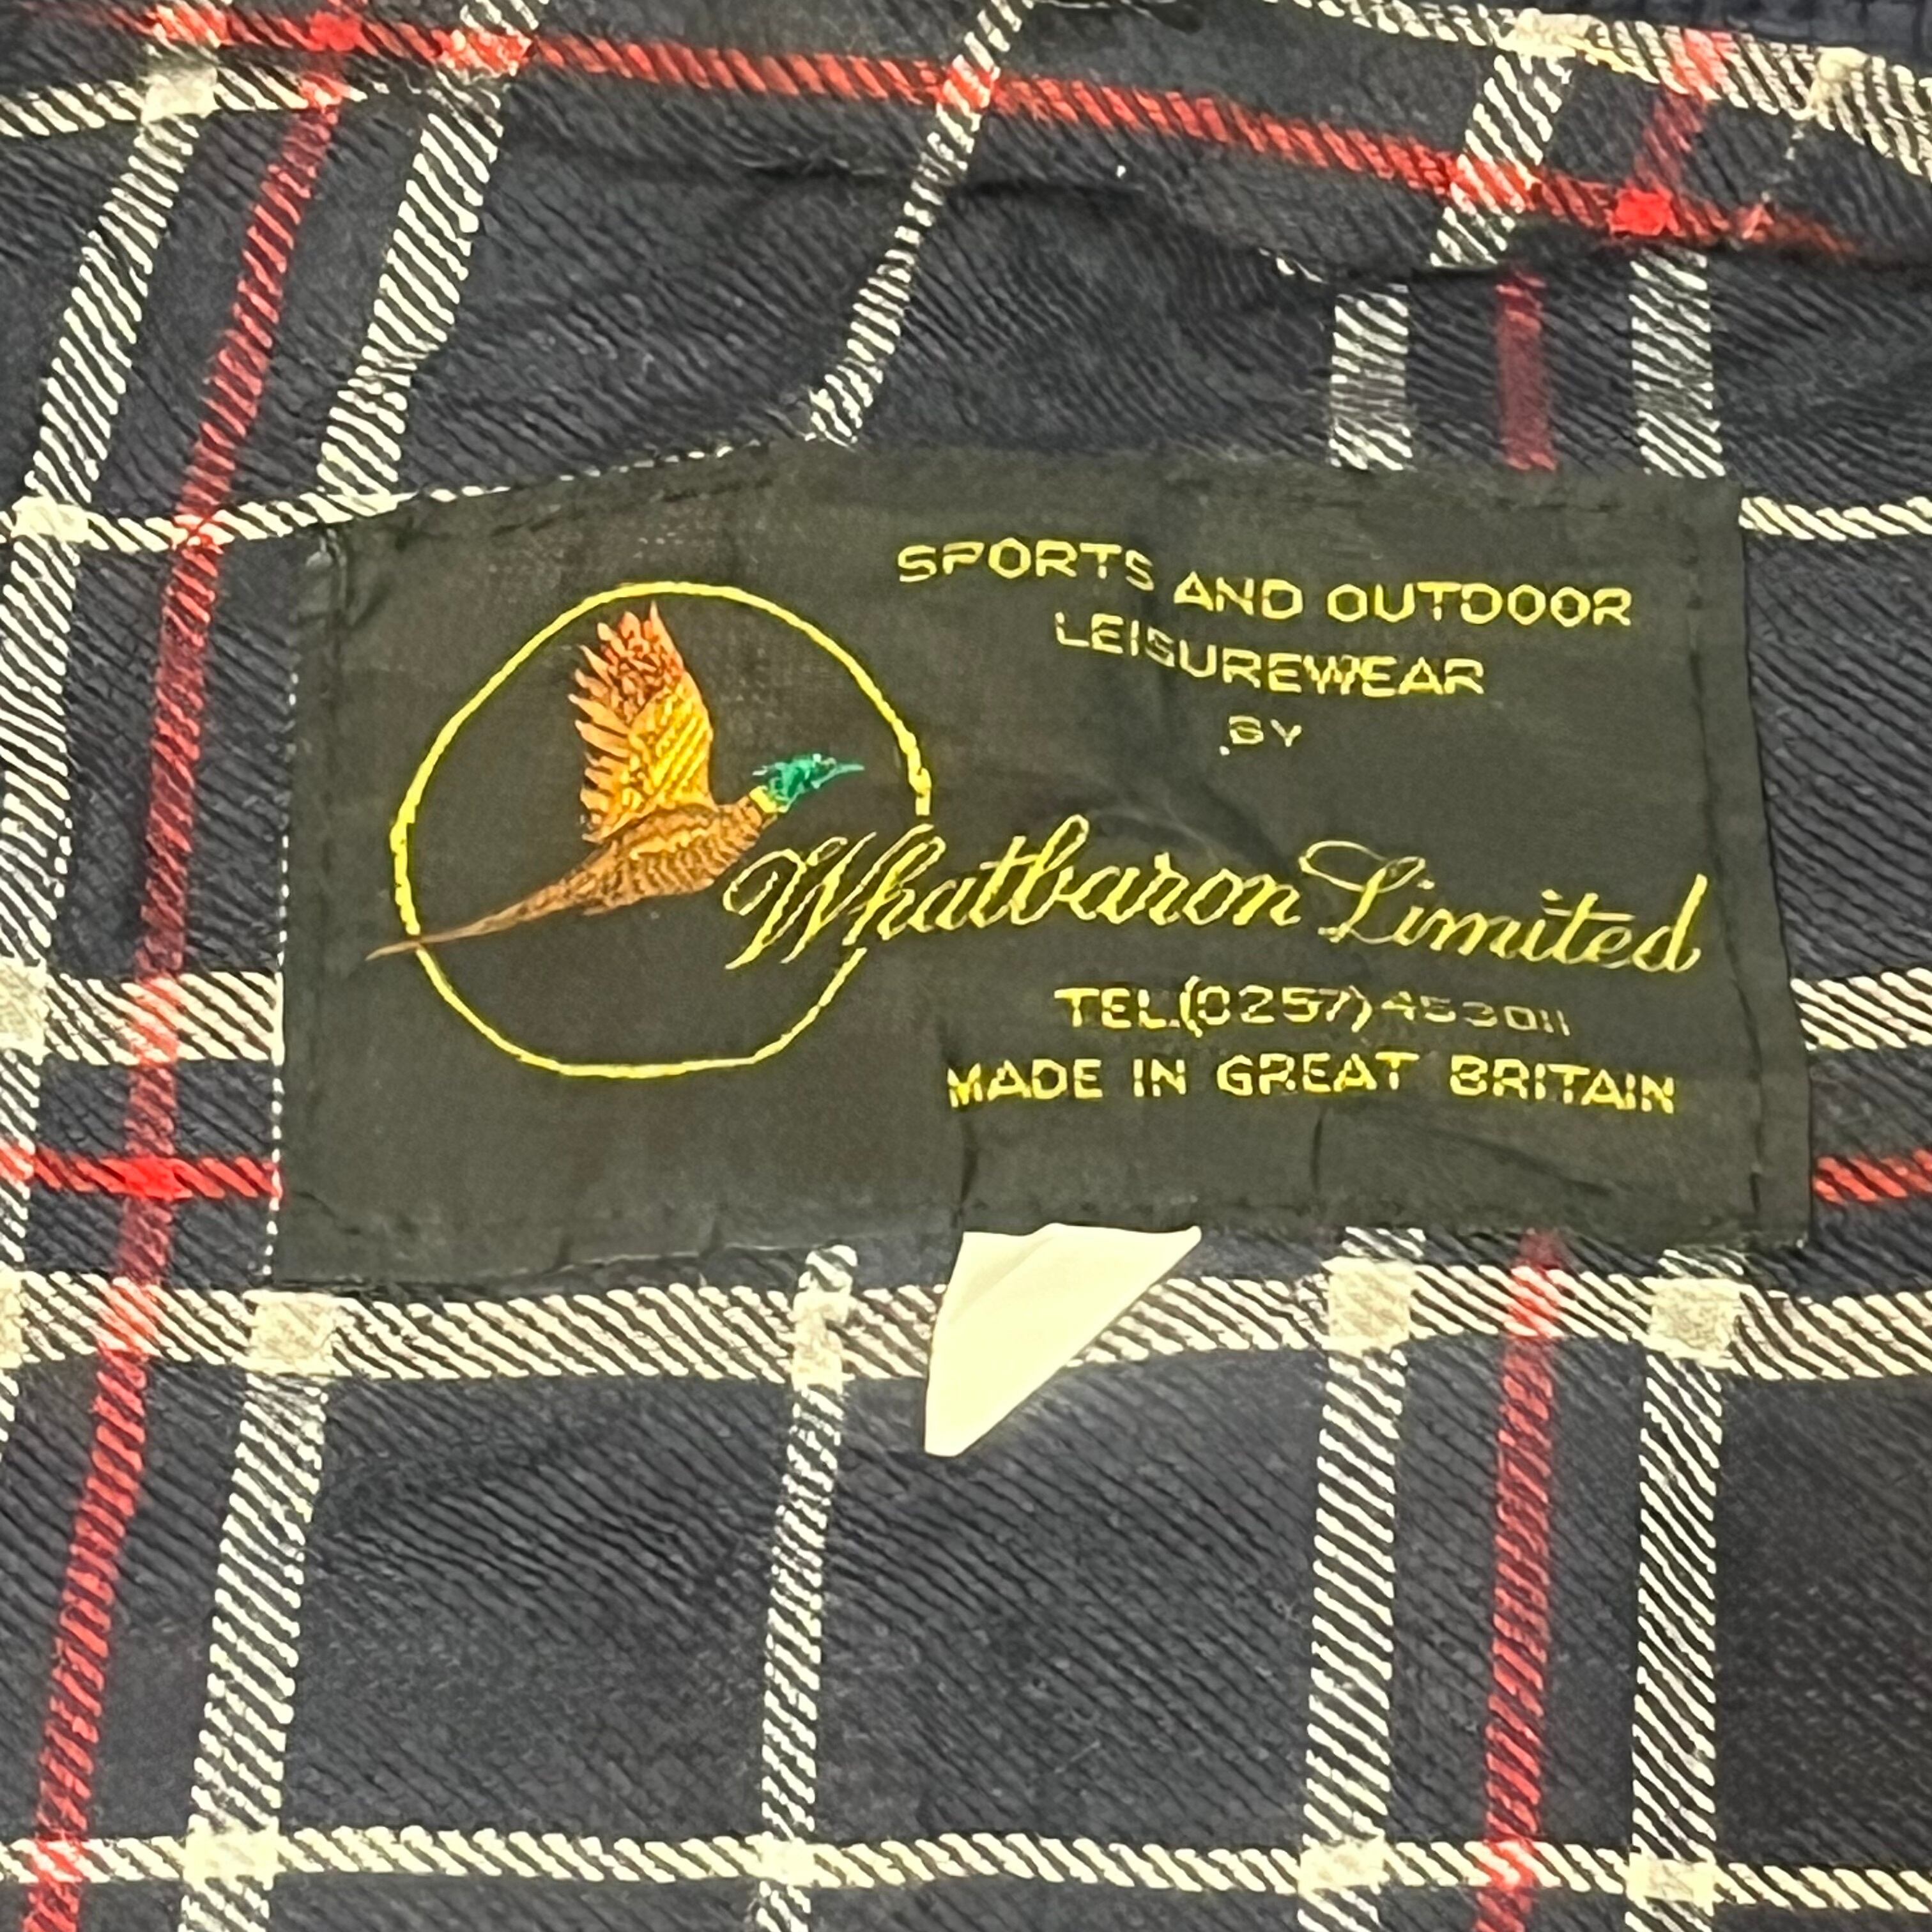 SPORTS AND OUTDOOR
LEISUREWEAR
BY
Whatbaron Limited
TEL.(0257)453011
MADE IN GREAT BRITAIN